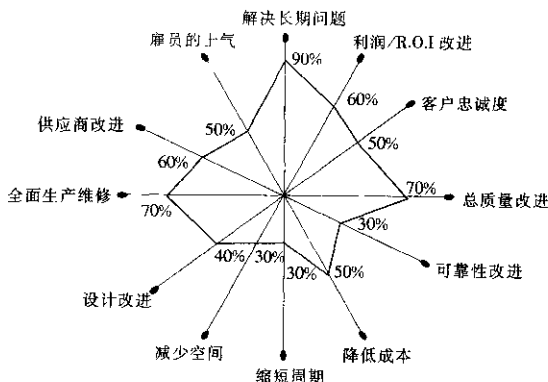 解决长期问题
雇员的士气
利润/R.O.I 改进
90%
60%
客户忠诚度
供应商改进
50%
50%
60%
全面生产维修
70%
70%
总质量改进
30%
可靠性改进
40%
30%
30%
50%
设计改进
减少空间
降低成本
缩短周期